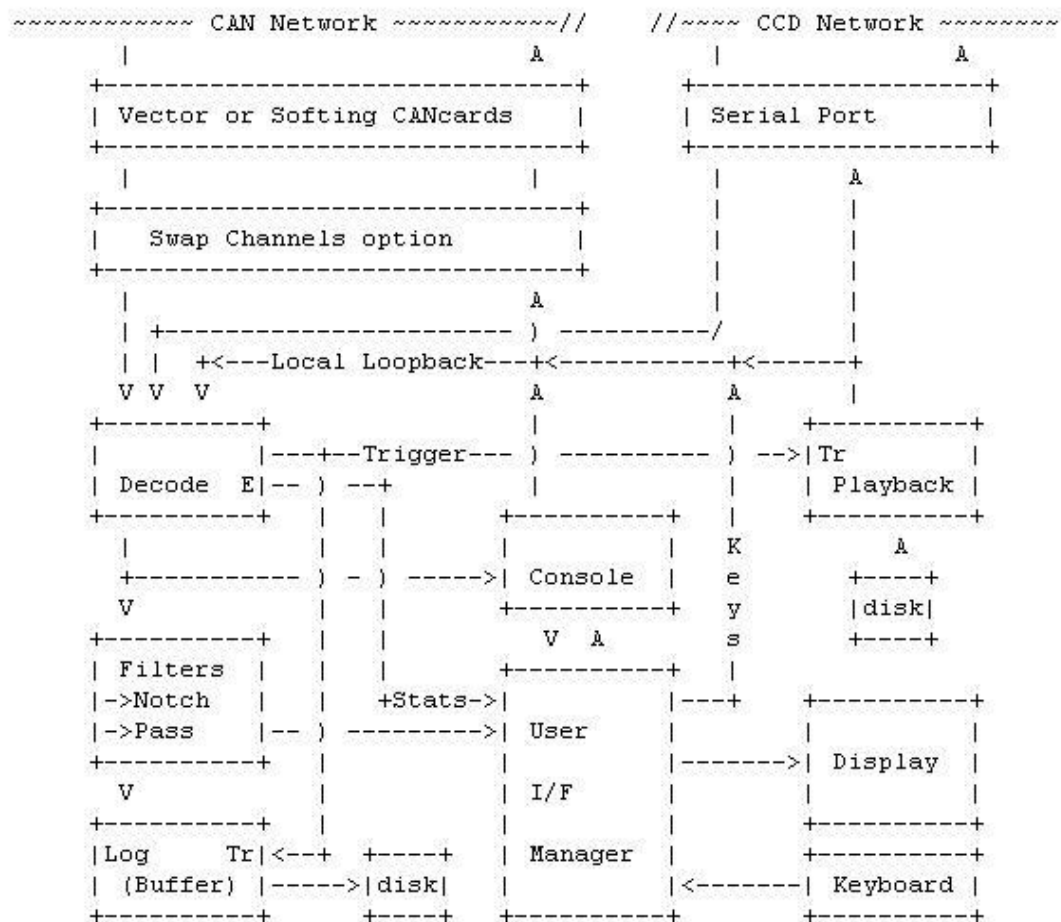 ~~~~~~~~~~~~ CAN Network ~~~~~~~~~~~// //~~~~ CCD Network ~~~~~~~~
Vector or Softing CANcards Serial Port
Swap Channels option
Local Loopback
Trigger Tr
Decode E Playback
Console
Keys
disk
Filters
->Notch Stats
->Pass User
Display
I/F
Log Tr Manager
(Buffer) disk Keyboard